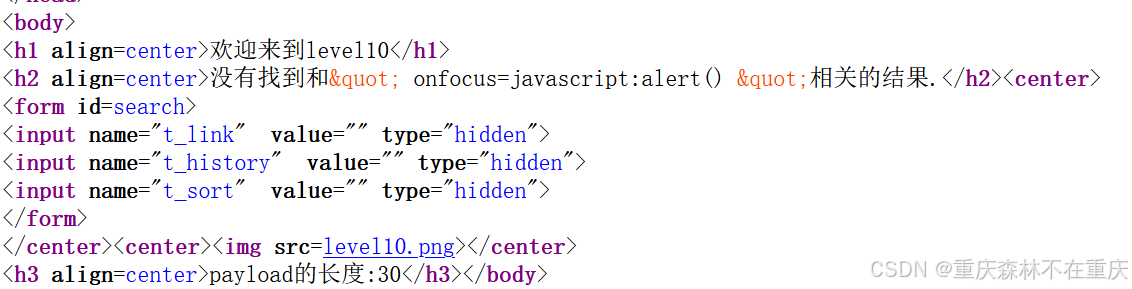 </head>
<body>
<h1 align=center>欢迎来到level10</h1>
<h2 align=center>没有找到和&quot; onfocus=javascript:alert() &quot;相关的结果.</h2><center>
<form id=search>
<input name="t_link"  value="" type="hidden">
<input name="t_history"  value="" type="hidden">
<input name="t_sort"  value="" type="hidden">
</form>
</center><center><img src=level10.png></center>
<h3 align=center>payload的长度:30</h3></body>
CSDN @重庆森林不在重庆